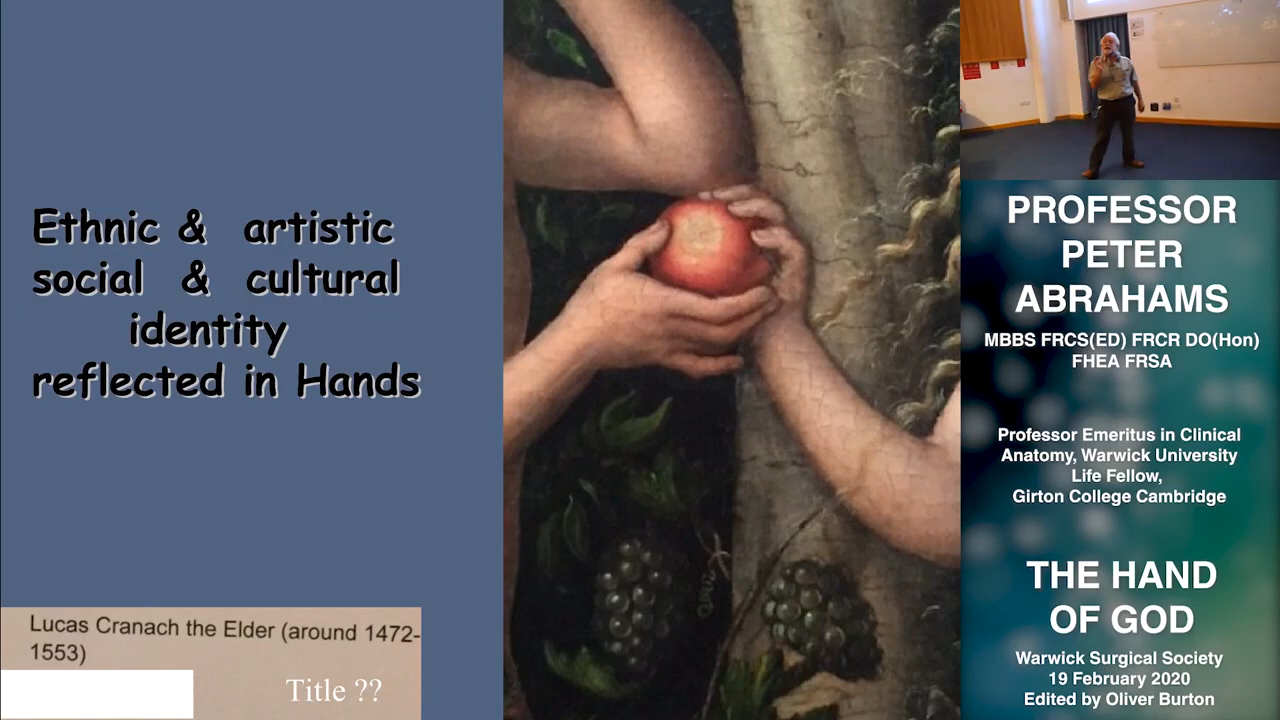 Ethnic & artistic
social & cultural
identity
reflected in Hands
Lucas Cranach the Elder (around 1472-
1553)
Title ??
PROFESSOR
PETER
ABRAHAMS
MBBS FRCS(ED) FRCR DO(Hon)
FHEA FRSA
Professor Emeritus in Clinical
Anatomy, Warwick University
Life Fellow,
Girton College Cambridge
THE HAND
OF GOD
Warwick Surgical Society
19 February 2020
Edited by Oliver Burton